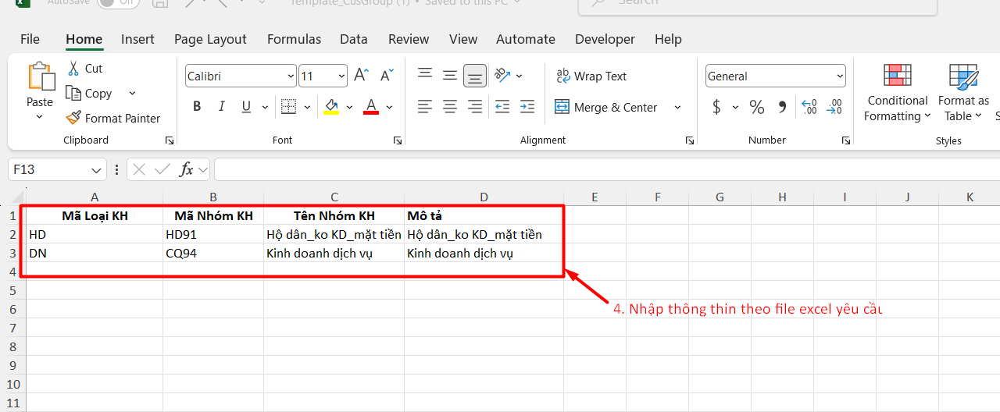 AutoSave Off Template_CusGroup (1) • Saved to this PC Search
File Home Insert Page Layout Formulas Data Review View Automate Developer Help
Paste
Cut
Copy
Format Painter
Clipboard
Calibri 11
B I U A
Font
ab Wrap Text
Merge & Center
Alignment
General
$ % ,
Number
Conditional
Formatting
Format as
Table
Styles
F13 fx
A B C D E F G H I J K
1 Mã Loại KH Mã Nhóm KH Tên Nhóm KH Mô tả
2 HD HD91 Hộ dân_ko KD_mặt tiền Hộ dân_ko KD_mặt tiền
3 DN CQ94 Kinh doanh dịch vụ Kinh doanh dịch vụ
4
5
6 4. Nhập thông thin theo file excel yêu cầu
7
8
9
10
11